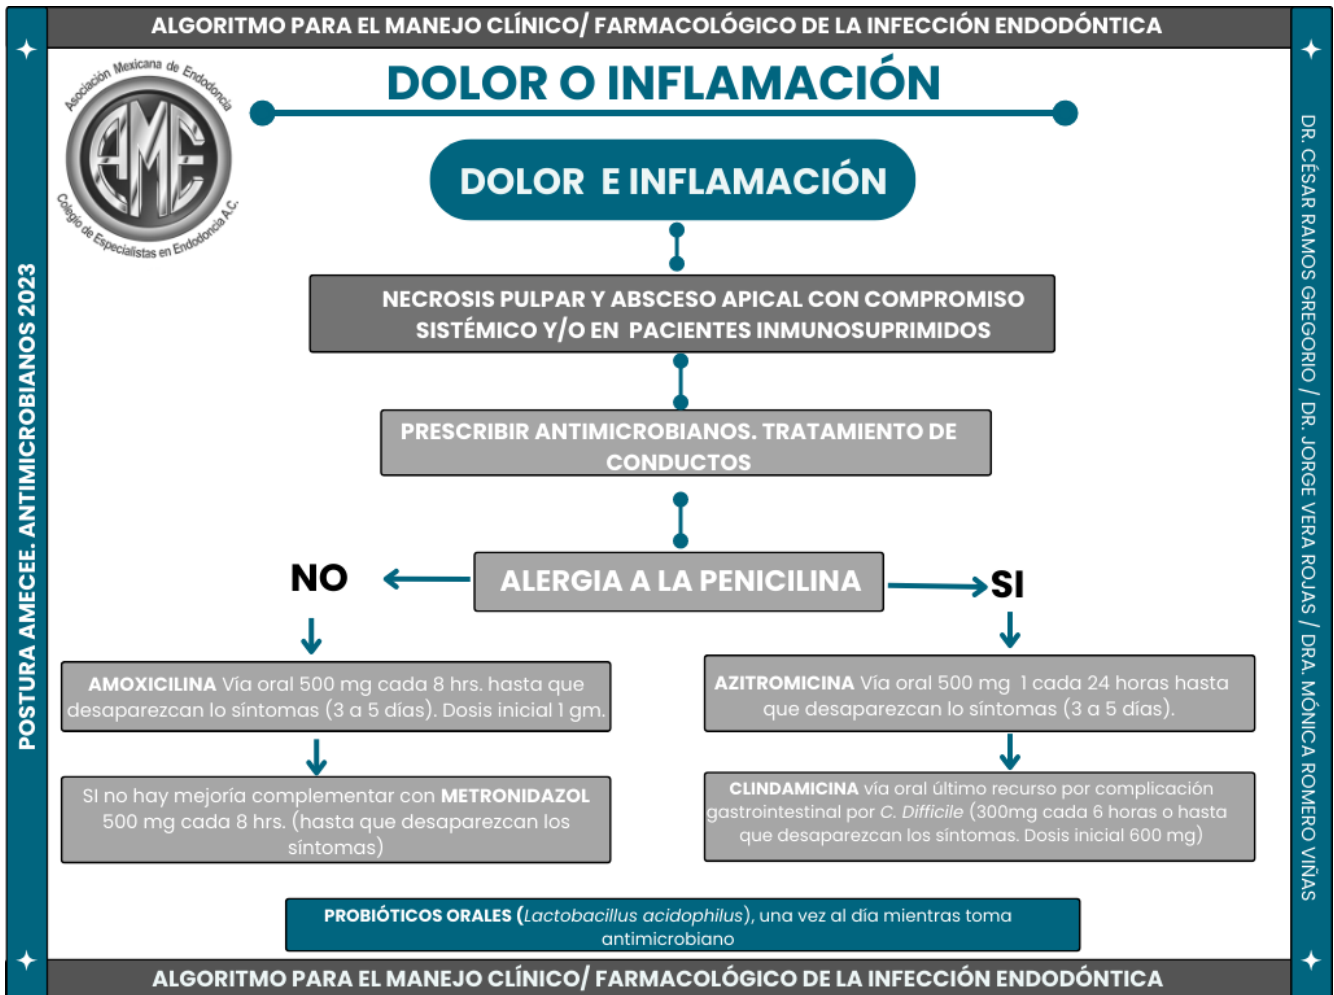 ALGORITMO PARA EL MANEJO CLÍNICO/ FARMACOLÓGICO DE LA INFECCIÓN ENDODÓNTICA
Asociación Mexicana de Endodoncia
AME
Colegio de Especialistas en Endodoncia A.C.
DOLOR O INFLAMACIÓN
DOLOR E INFLAMACIÓN
NECROSIS PULPAR Y ABSCESO APICAL CON COMPROMISO
SISTÉMICO Y/O EN PACIENTES INMUNOSUPRIMIDOS
PRESCRIBIR ANTIMICROBIANOS. TRATAMIENTO DE
CONDUCTOS
ALERGIA A LA PENICILINA
NO
SI
AMOXICILINA Vía oral 500 mg cada 8 hrs. hasta que
desaparezcan lo síntomas (3 a 5 días). Dosis inicial 1 gm.
SI no hay mejoría complementar con METRONIDAZOL
500 mg cada 8 hrs. (hasta que desaparezcan los
síntomas)
AZITROMICINA Vía oral 500 mg 1 cada 24 horas hasta
que desaparezcan lo síntomas (3 a 5 días).
CLINDAMICINA vía oral último recurso por complicación
gastrointestinal por C. Difficile (300mg cada 6 horas o hasta
que desaparezcan los síntomas. Dosis inicial 600 mg)
PROBIÓTICOS ORALES (Lactobacillus acidophilus), una vez al día mientras toma
antimicrobiano
ALGORITMO PARA EL MANEJO CLÍNICO/ FARMACOLÓGICO DE LA INFECCIÓN ENDODÓNTICA
POSTURA AMECEE. ANTIMICROBIANOS 2023
DR. CÉSAR RAMOS GREGORIO / DR. JORGE VERA ROJAS / DRA. MÓNICA ROMERO VIÑAS